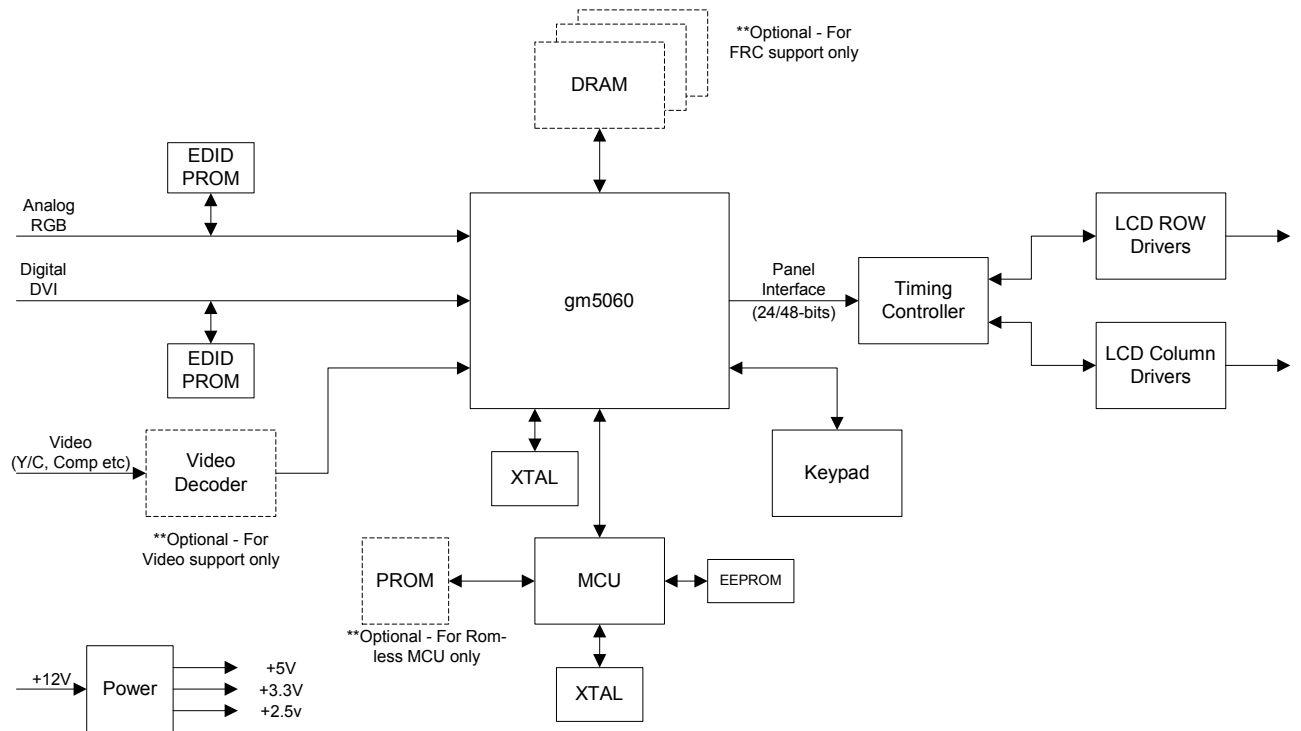 **Optional - For
FRC support only
DRAM
EDID
PROM
Analog
RGB
LCD ROW
Drivers
Digital
DVI
gm5060
Panel
Interface
(24/48-bits)
Timing
Controller
EDID
PROM
LCD Column
Drivers
Video
(Y/C, Comp etc)
Video
Decoder
XTAL
Keypad
**Optional - For
Video support only
PROM
MCU
EEPROM
**Optional - For Rom-
less MCU only
XTAL
+12V
Power
+5V
+3.3V
+2.5v